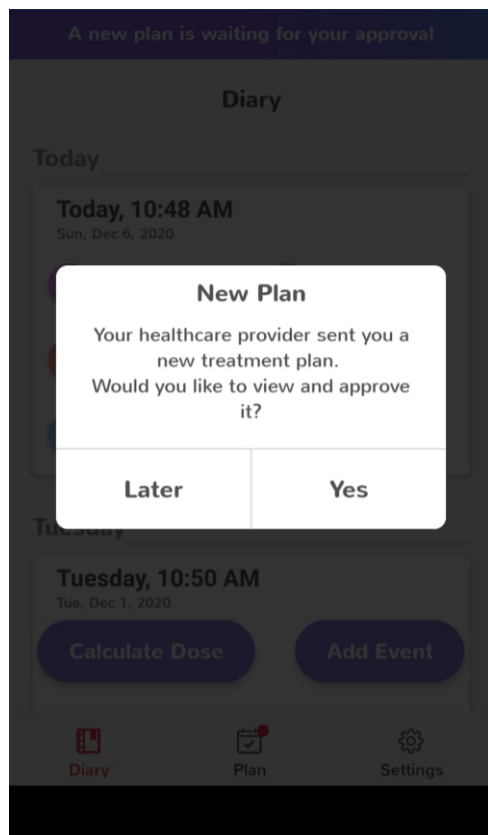 A new plan is waiting for your approval
Diary
Today
Today, 10:48 AM
Sun, Dec 6, 2020
New Plan
Your healthcare provider sent you a
new treatment plan.
Would you like to view and approve
it?
Later
Yes
Tuesday
Tuesday, 10:50 AM
Tue, Dec 1, 2020
Calculate Dose
Add Event
Diary
Plan
Settings